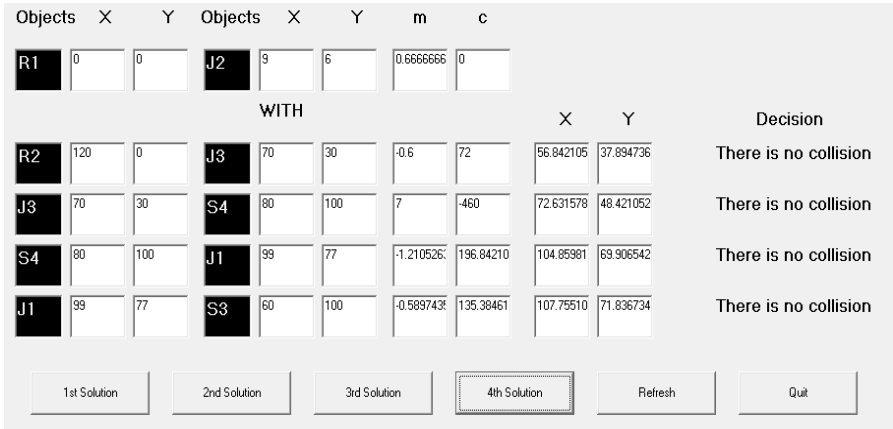 Objects X Y Objects X Y m c
R1 0 0 J2 9 6 0.6666666 0
WITH
X Y Decision
R2 120 0 J3 70 30 -0.6 72 56.842105 37.894736 There is no collision
J3 70 30 S4 80 100 7 -460 72.631578 48.421052 There is no collision
S4 80 100 J1 99 77 -1.210526 196.84210 104.85981 69.906542 There is no collision
J1 99 77 S3 60 100 -0.589743 135.38461 107.75510 71.836734 There is no collision
1st Solution 2nd Solution 3rd Solution 4th Solution Refresh Quit